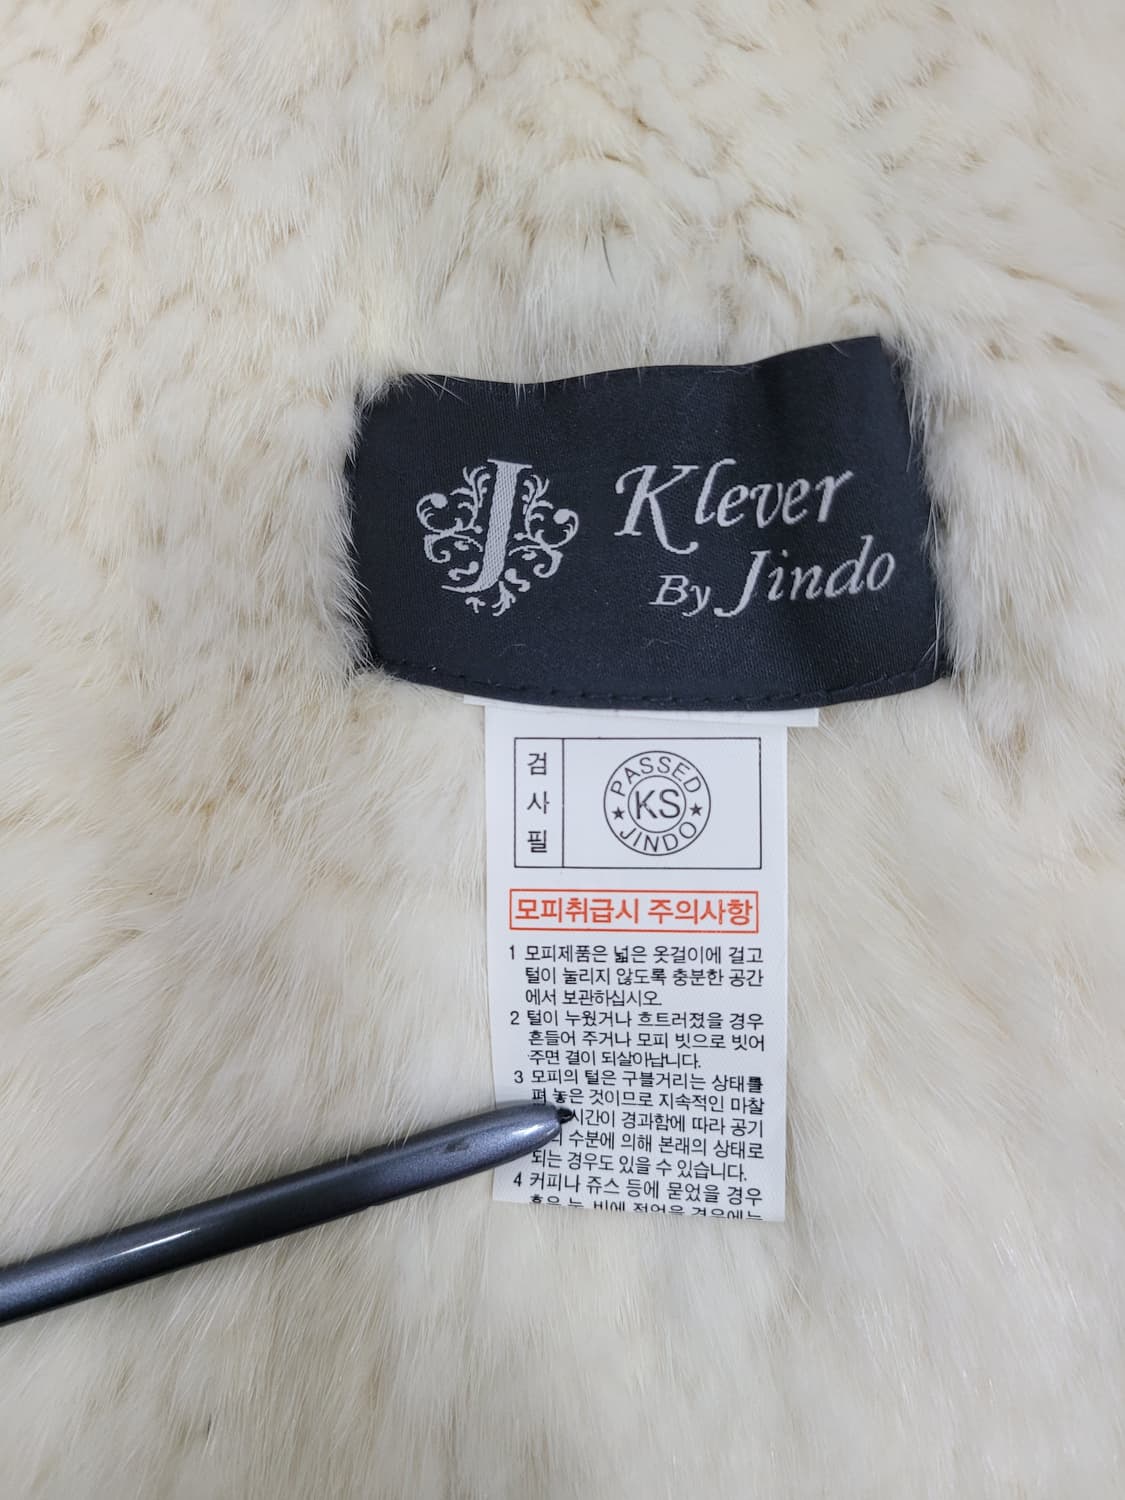 J
Klever
By Jindo
검
사
필
PASSED
KS
JINDO
모피취급시 주의사항
1 모피제품은 넓은 옷걸이에 걸고
털이 눌리지 않도록 충분한 공간
에서 보관하십시오.
2 털이 누웠거나 흐트러졌을 경우
흔들어 주거나 모피 빗으로 빗어
주면 결이 되살아납니다.
3 모피의 털은 구불거리는 상태를
펴 놓은 것이므로 지속적인 마찰
시간이 경과함에 따라 공기
수분에 의해 본래의 상태로
되는 경우도 있을 수 있습니다.
4 커피나 쥬스 등에 묻었을 경우